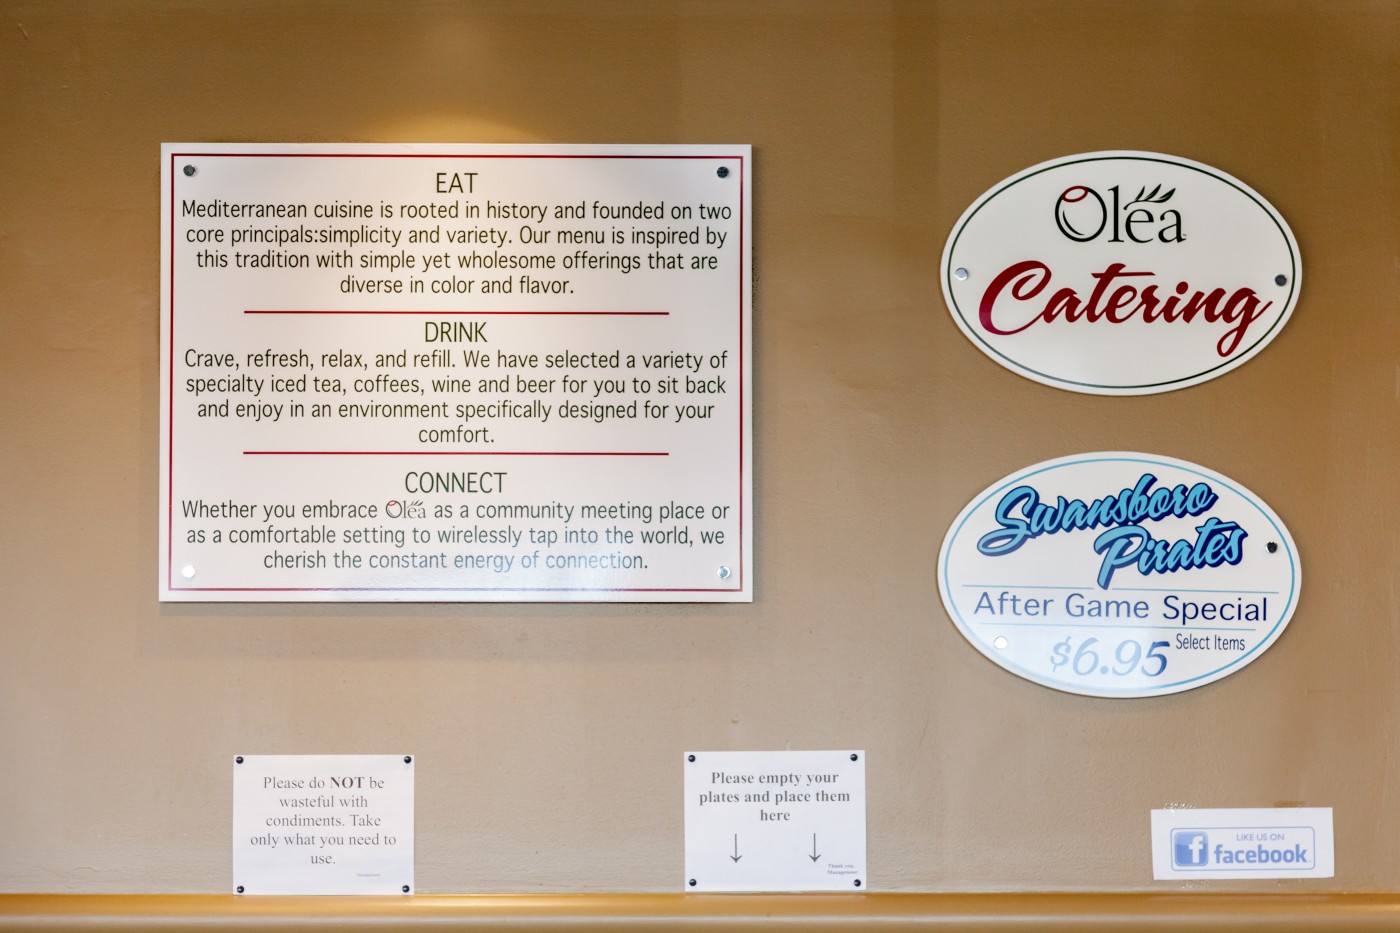 EAT
Mediterranean cuisine is rooted in history and founded on two
core principals:simplicity and variety. Our menu is inspired by
this tradition with simple yet wholesome offerings that are
diverse in color and flavor.
DRINK
Crave, refresh, relax, and refill. We have selected a variety of
specialty iced tea, coffees, wine and beer for you to sit back
and enjoy in an environment specifically designed for your
comfort.
CONNECT
Whether you embrace Oléa as a community meeting place or
as a comfortable setting to wirelessly tap into the world, we
cherish the constant energy of connection.
Oléa
Catering
Swansboro
Pirates
After Game Special
$6.95 Select Items
Please do NOT be
wasteful with
condiments. Take
only what you need to
use.
Management
Please empty your
plates and place them
here
Thank you,
Management
LIKE US ON
f facebook